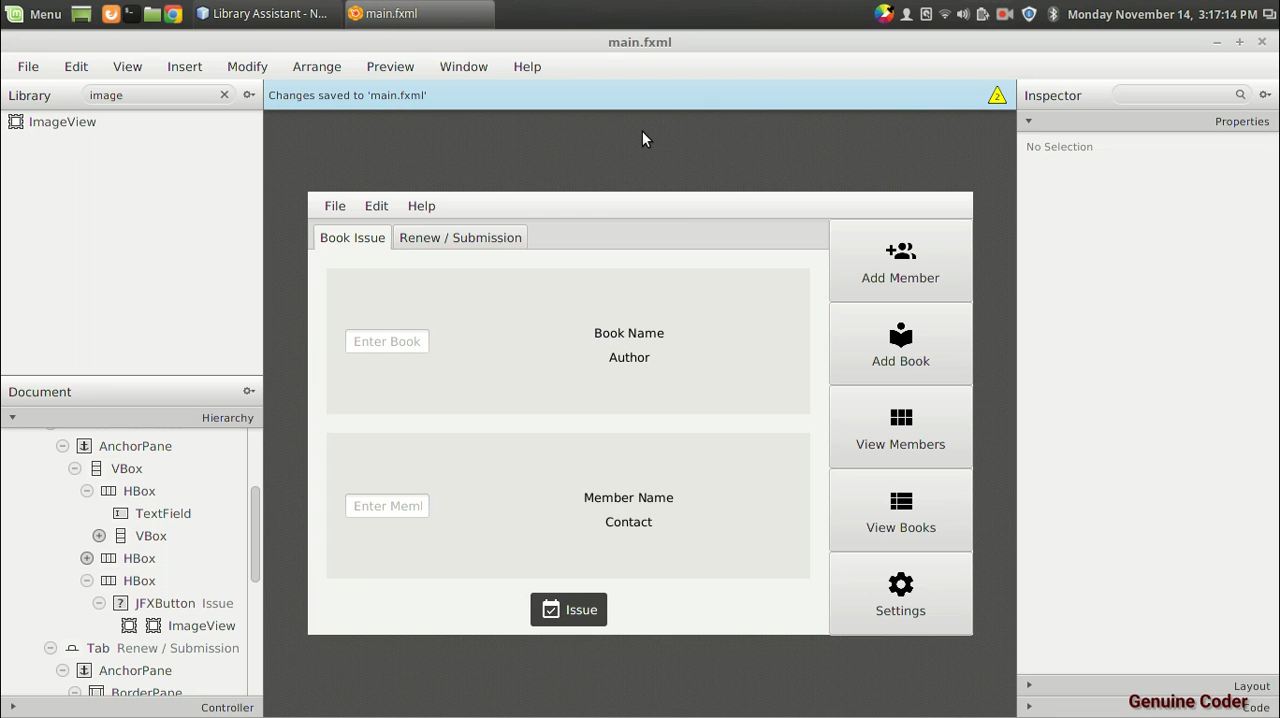 Menu
Library Assistant - N...
main.fxml
Monday November 14, 3:17:14 PM
main.fxml
File Edit View Insert Modify Arrange Preview Window Help
Library
image
Changes saved to 'main.fxml'
2
Inspector
ImageView
Properties
No Selection
File Edit Help
Book Issue
Renew / Submission
Add Member
Enter Book
Book Name
Author
Add Book
View Members
Enter Meml
Member Name
Contact
View Books
Issue
Settings
Document
Hierarchy
AnchorPane
VBox
HBox
TextField
VBox
HBox
HBox
JFXButton Issue
ImageView
Tab Renew / Submission
AnchorPane
BorderPane
Controller
Layout
Code
Genuine Coder